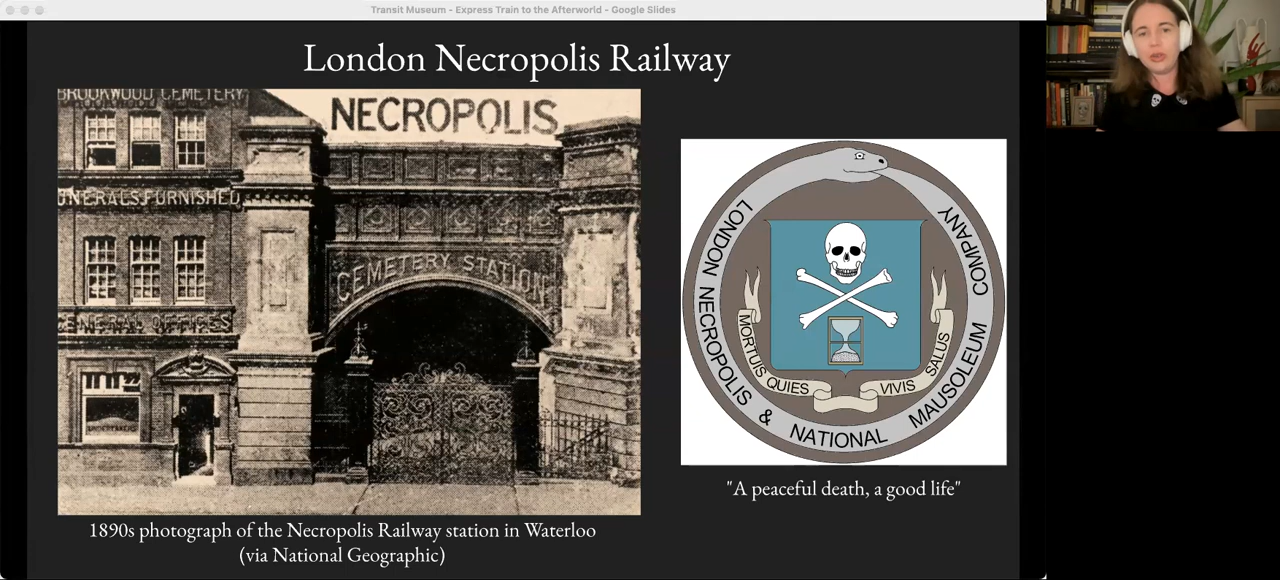 Transit Museum - Express Train to the Afterworld - Google Slides
London Necropolis Railway
BROOKWOOD CEMETERY
NECROPOLIS
FUNERALS FURNISHED
CEMETERY STATION
GENERAL OFFICES
LONDON NECROPOLIS & NATIONAL MAUSOLEUM COMPANY
MORTUIS QUIES VIVIS SALUS
"A peaceful death, a good life"
1890s photograph of the Necropolis Railway station in Waterloo
(via National Geographic)